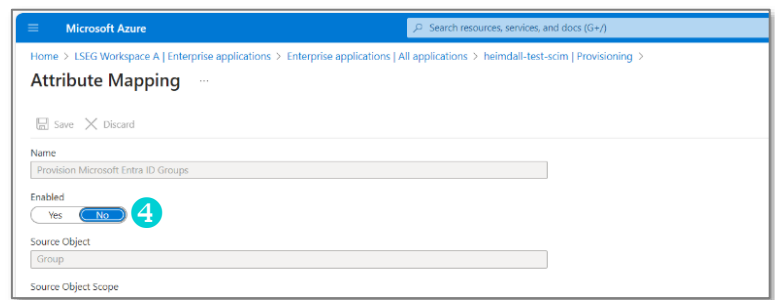 Microsoft Azure
Search resources, services, and docs (G+/)
Home > LSEG Workspace A | Enterprise applications > Enterprise applications | All applications > heimdall-test-scim | Provisioning >
Attribute Mapping ...
Save Discard
Name
Provision Microsoft Entra ID Groups
Enabled
Yes No 4
Source Object
Group
Source Object Scope